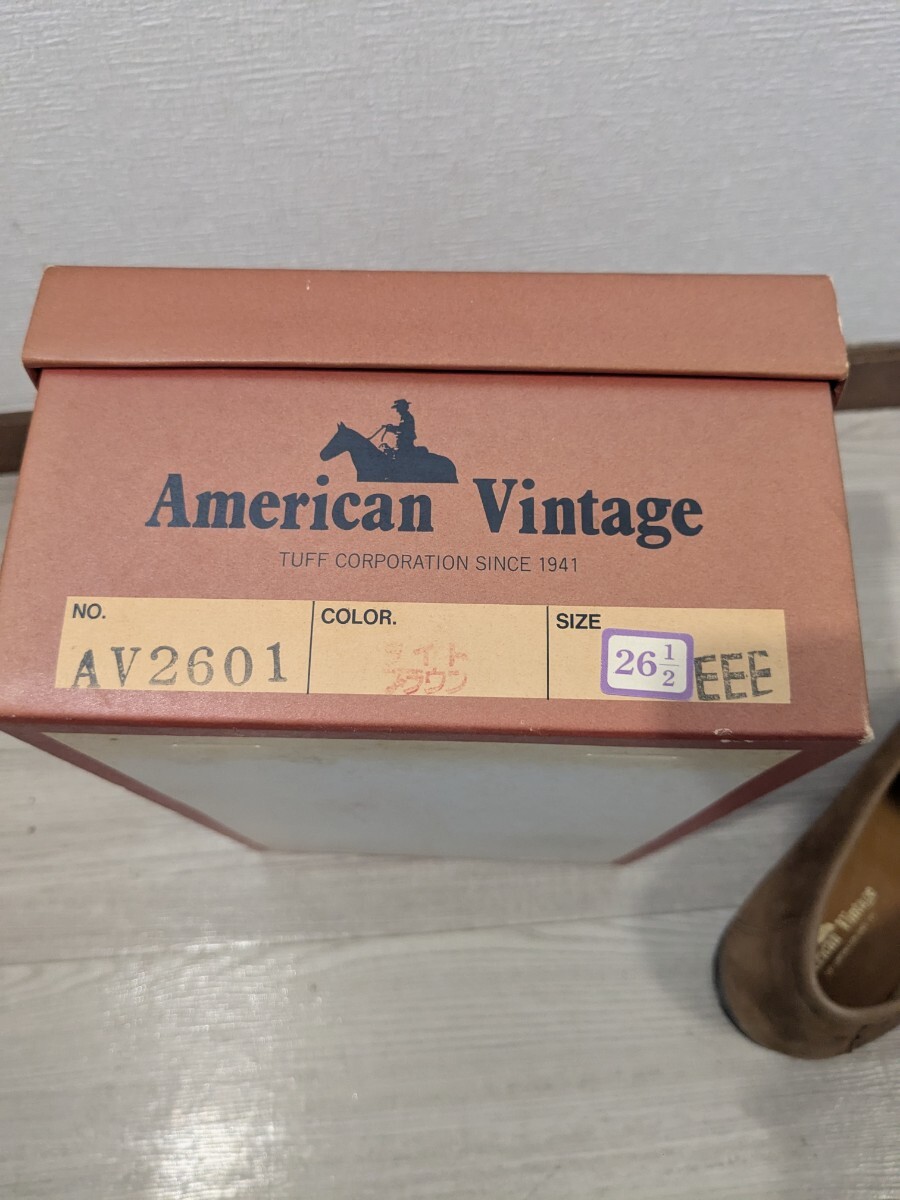 American Vintage
TUFF CORPORATION SINCE 1941
NO.
AV2601
COLOR.
ライト
ブラウン
SIZE
26 1/2 EEE
Vintage